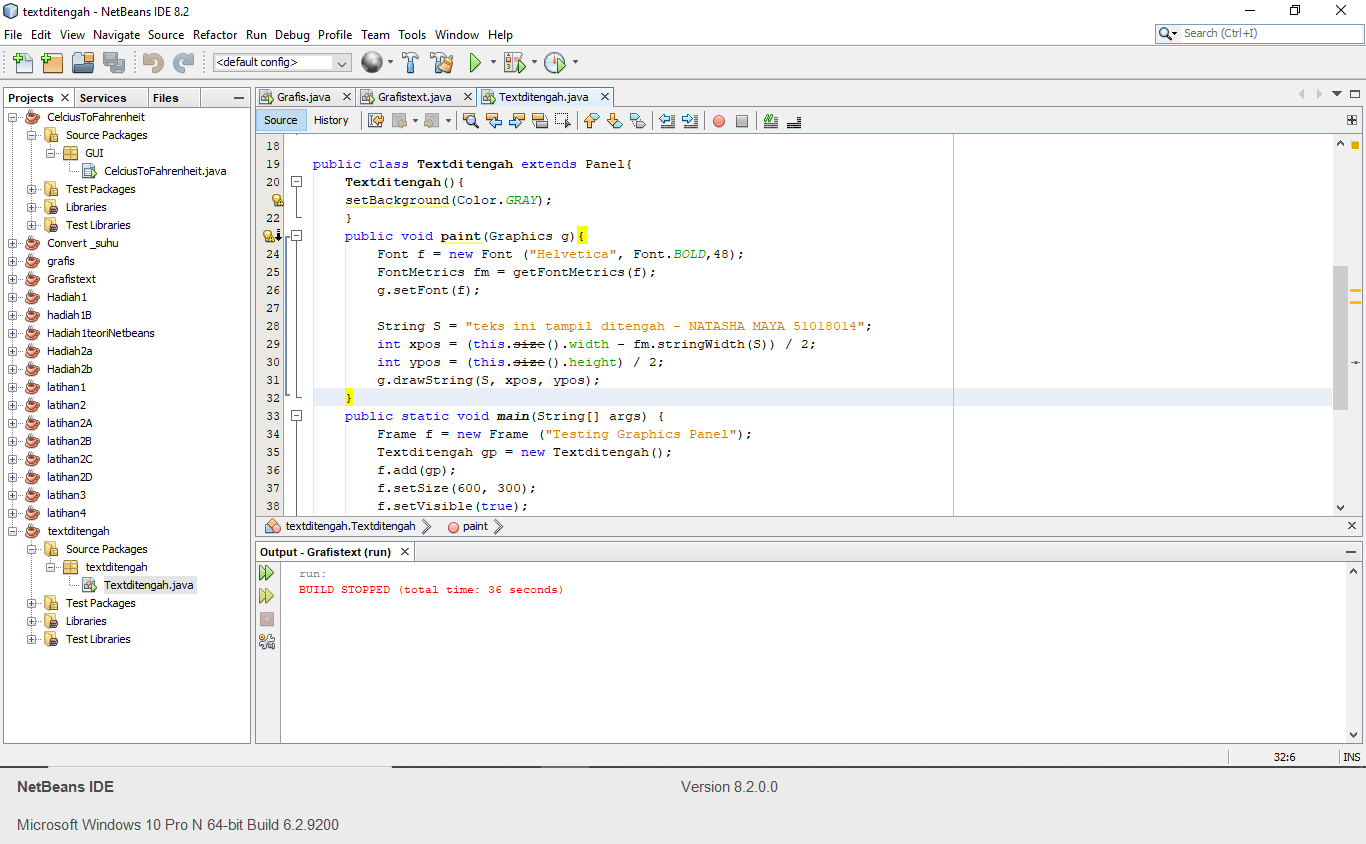 textditengah - NetBeans IDE 8.2
File Edit View Navigate Source Refactor Run Debug Profile Team Tools Window Help
Search (Ctrl+I)
<default config>
Projects Services Files
CelciusToFahrenheit
Source Packages
GUI
CelciusToFahrenheit.java
Test Packages
Libraries
Test Libraries
Convert _suhu
grafis
Grafistext
Hadiah1
hadiah1B
Hadiah1teoriNetbeans
Hadiah2a
Hadiah2b
latihan1
latihan2
latihan2A
latihan2B
latihan2C
latihan2D
latihan3
latihan4
textditengah
Source Packages
textditengah
Textditengah.java
Test Packages
Libraries
Test Libraries
Grafis.java Grafistext.java Textditengah.java
Source History
18
19 public class Textditengah extends Panel{
20 Textditengah(){
setBackground(Color.GRAY);
22 }
public void paint(Graphics g){
24 Font f = new Font ("Helvetica", Font.BOLD,48);
25 FontMetrics fm = getFontMetrics(f);
26 g.setFont(f);
27
28 String S = "teks ini tampil ditengah - NATASHA MAYA 51018014";
29 int xpos = (this.size().width - fm.stringWidth(S)) / 2;
30 int ypos = (this.size().height) / 2;
31 g.drawString(S, xpos, ypos);
32 }
33 public static void main(String[] args) {
34 Frame f = new Frame ("Testing Graphics Panel");
35 Textditengah gp = new Textditengah();
36 f.add(gp);
37 f.setSize(600, 300);
38 f.setVisible(true);
textditengah.Textditengah paint
Output - Grafistext (run)
run:
BUILD STOPPED (total time: 36 seconds)
32:6 INS
NetBeans IDE Version 8.2.0.0
Microsoft Windows 10 Pro N 64-bit Build 6.2.9200